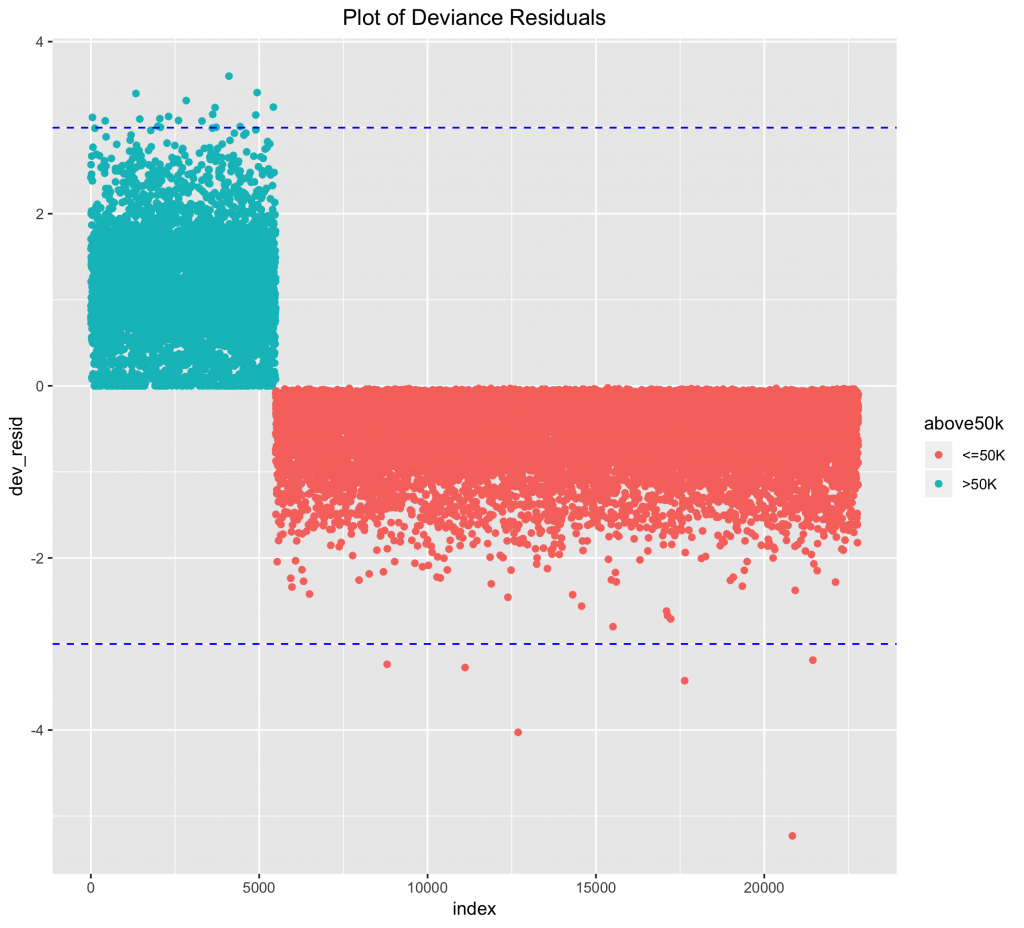 Plot of Deviance Residuals
4
2
0
-2
-4
dev_resid
0 5000 10000 15000 20000
index
above50k
<=50K
>50K